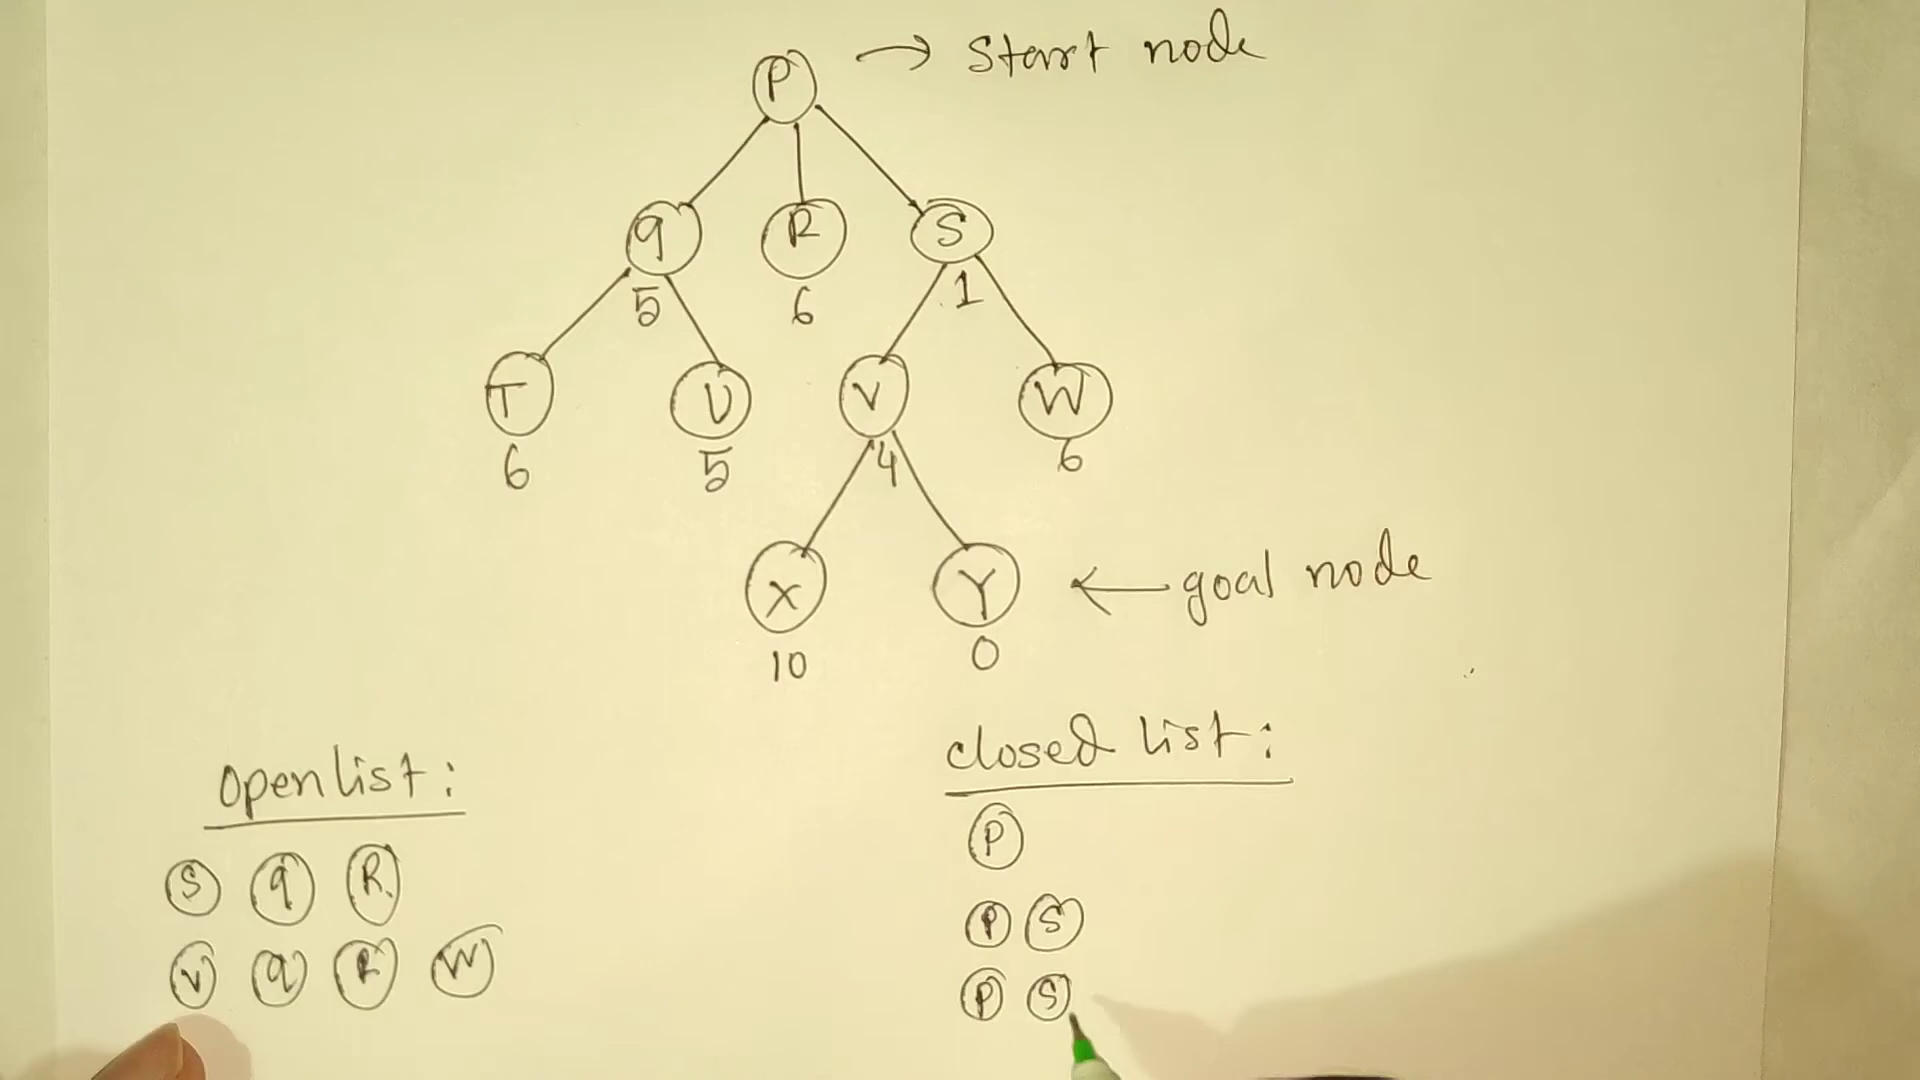 P → Start node
q R S
5 6 1
T U V W
6 5 4 6
X Y ← goal node
10 0
Open list :
S q R
V q R W
closed list :
P
P S
P S